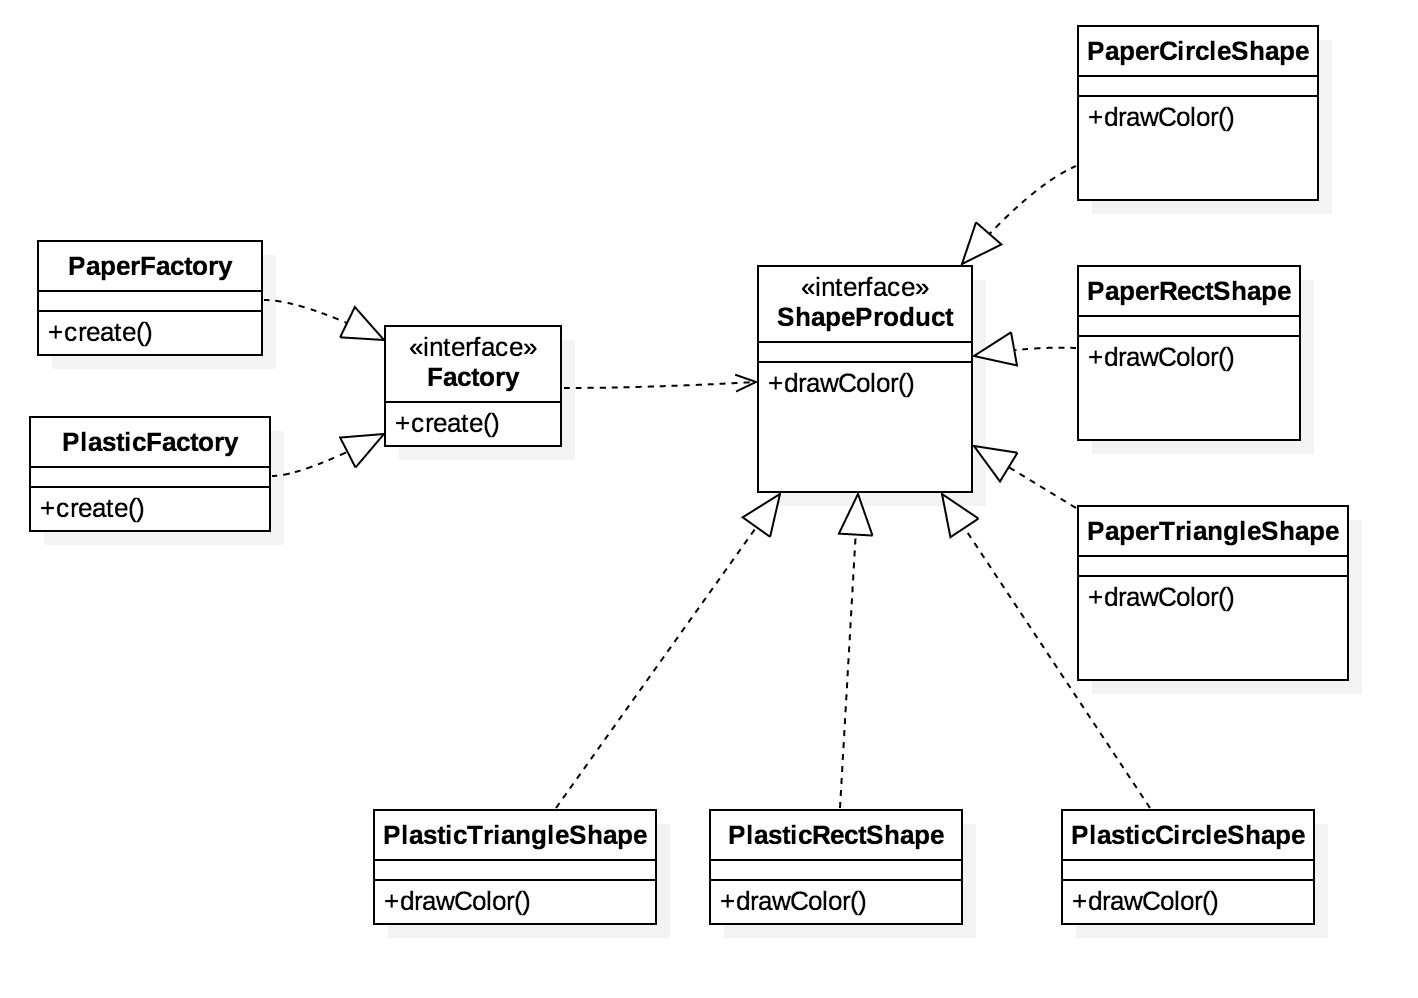 PaperCircleShape
+drawColor()
PaperFactory
+create()
«interface»
Factory
+create()
PlasticFactory
+create()
«interface»
ShapeProduct
+drawColor()
PaperRectShape
+drawColor()
PaperTriangleShape
+drawColor()
PlasticTriangleShape
+drawColor()
PlasticRectShape
+drawColor()
PlasticCircleShape
+drawColor()